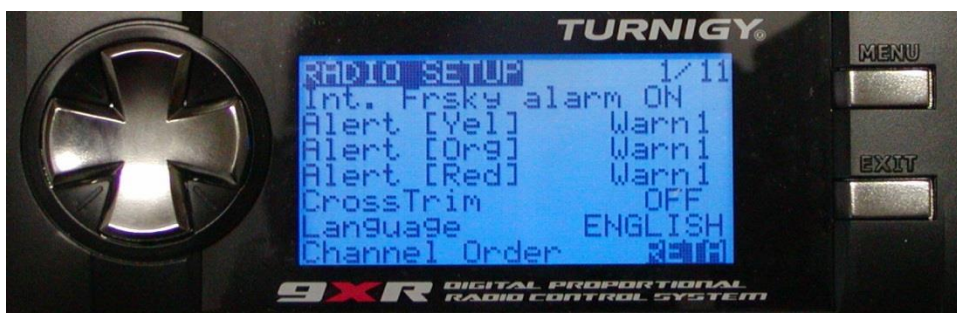 TURNIGY®
MENU
RADIO SETUP 1/11
Int. Frsky alarm ON
Alert [Yel] Warn1
Alert [Org] Warn1
Alert [Red] Warn1
EXIT
CrossTrim OFF
Language ENGLISH
Channel Order RETA
9XR DIGITAL PROPORTIONAL
RADIO CONTROL SYSTEM